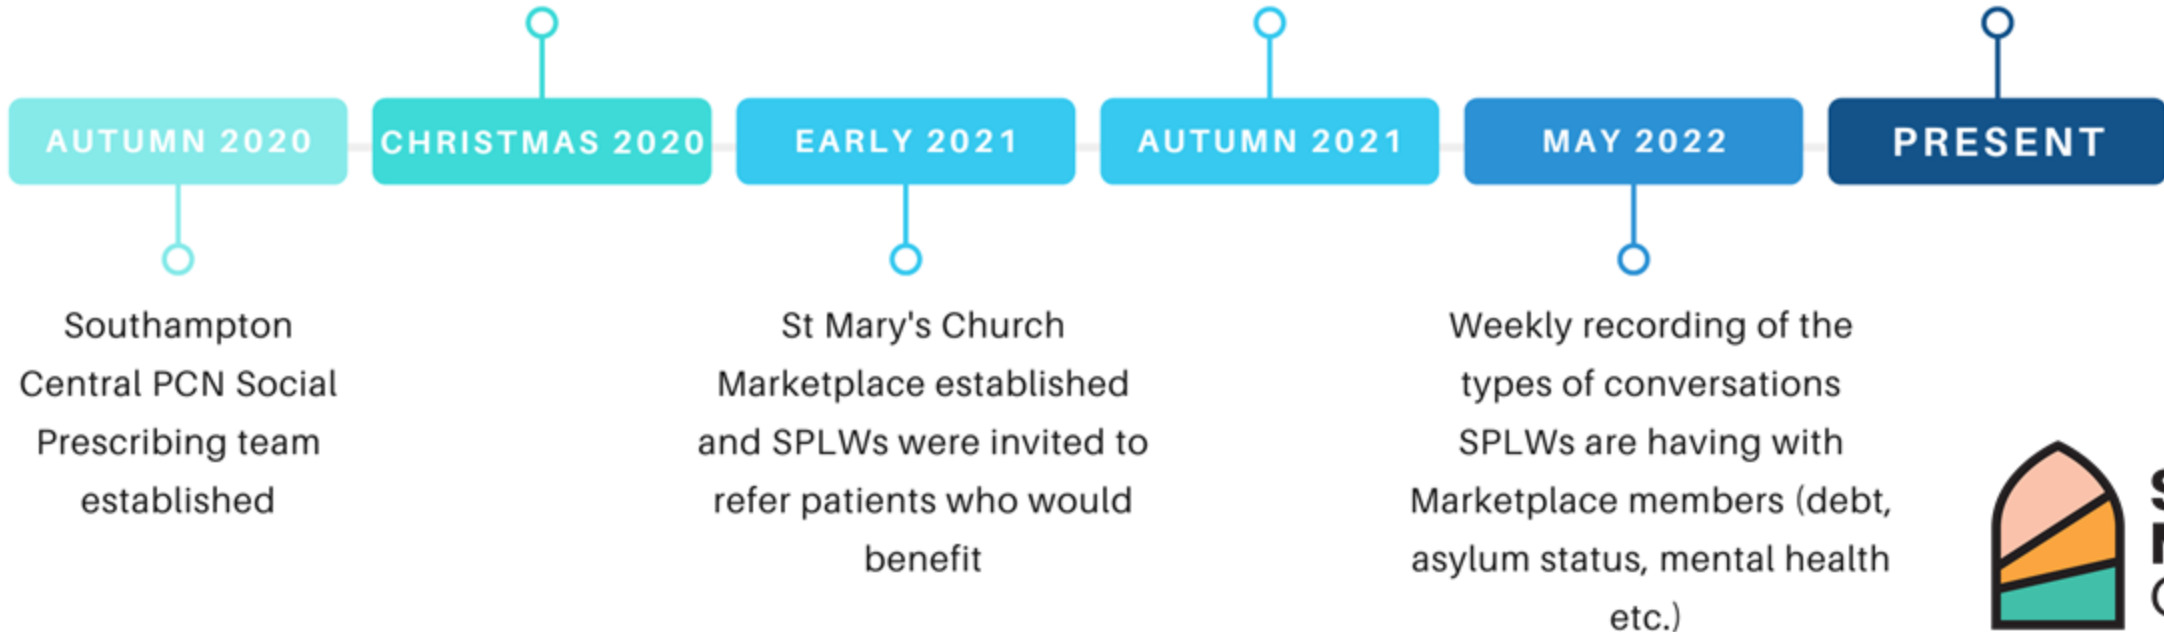 AUTUMN 2020
CHRISTMAS 2020
EARLY 2021
AUTUMN 2021
MAY 2022
PRESENT
Southampton
Central PCN Social
Prescribing team
established
St Mary's Church
Marketplace established
and SPLWs were invited to
refer patients who would
benefit
Weekly recording of the
types of conversations
SPLWs are having with
Marketplace members (debt,
asylum status, mental health
etc.)